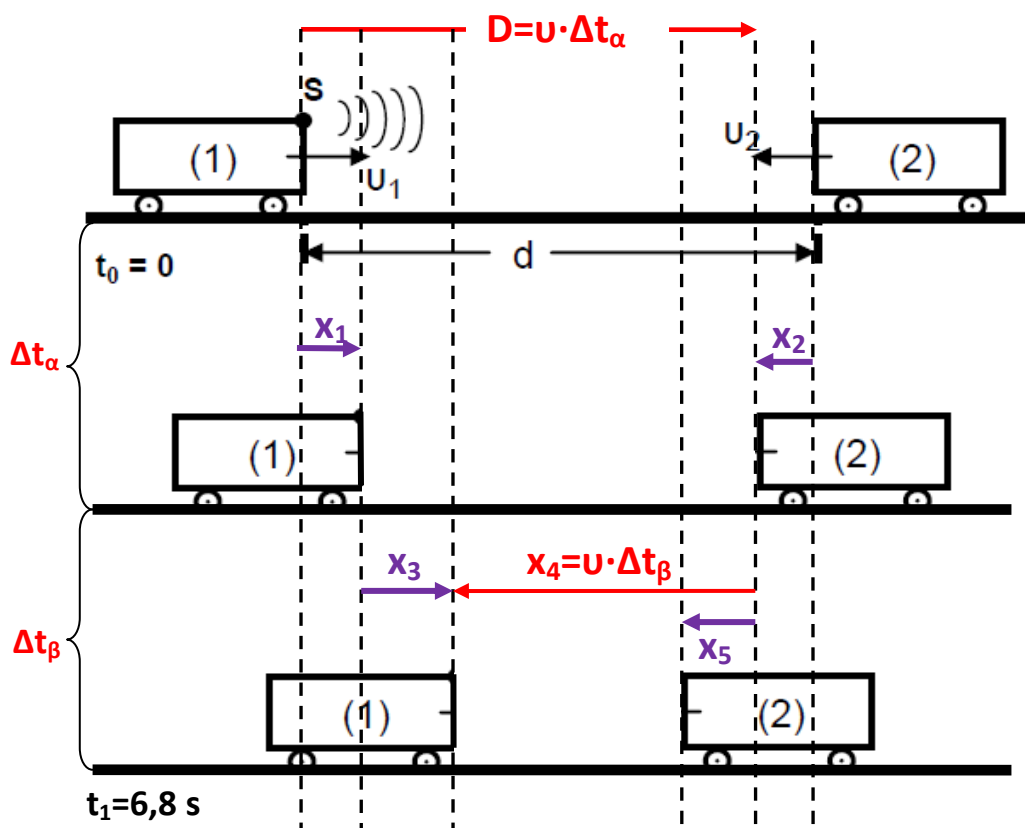 D=υ·Δtα
S
(1)
υ1
υ2
(2)
t0 = 0
d
x1
x2
Δtα
(1)
(2)
x3
x4=υ·Δtβ
x5
Δtβ
(1)
(2)
t1=6,8 s